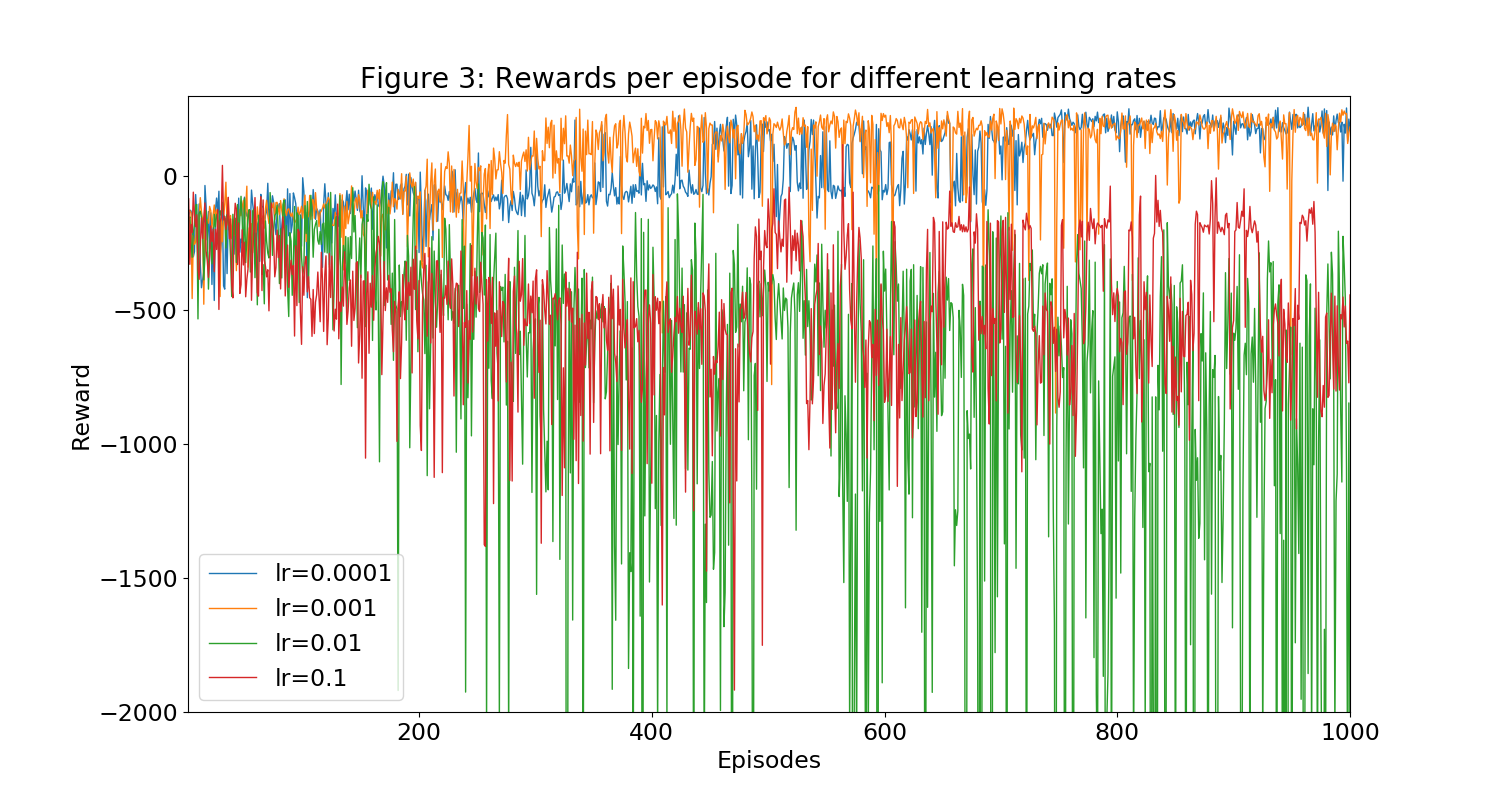 Figure 3: Rewards per episode for different learning rates
0
−500
−1000
−1500
−2000
Reward
lr=0.0001
lr=0.001
lr=0.01
lr=0.1
200
400
600
800
1000
Episodes